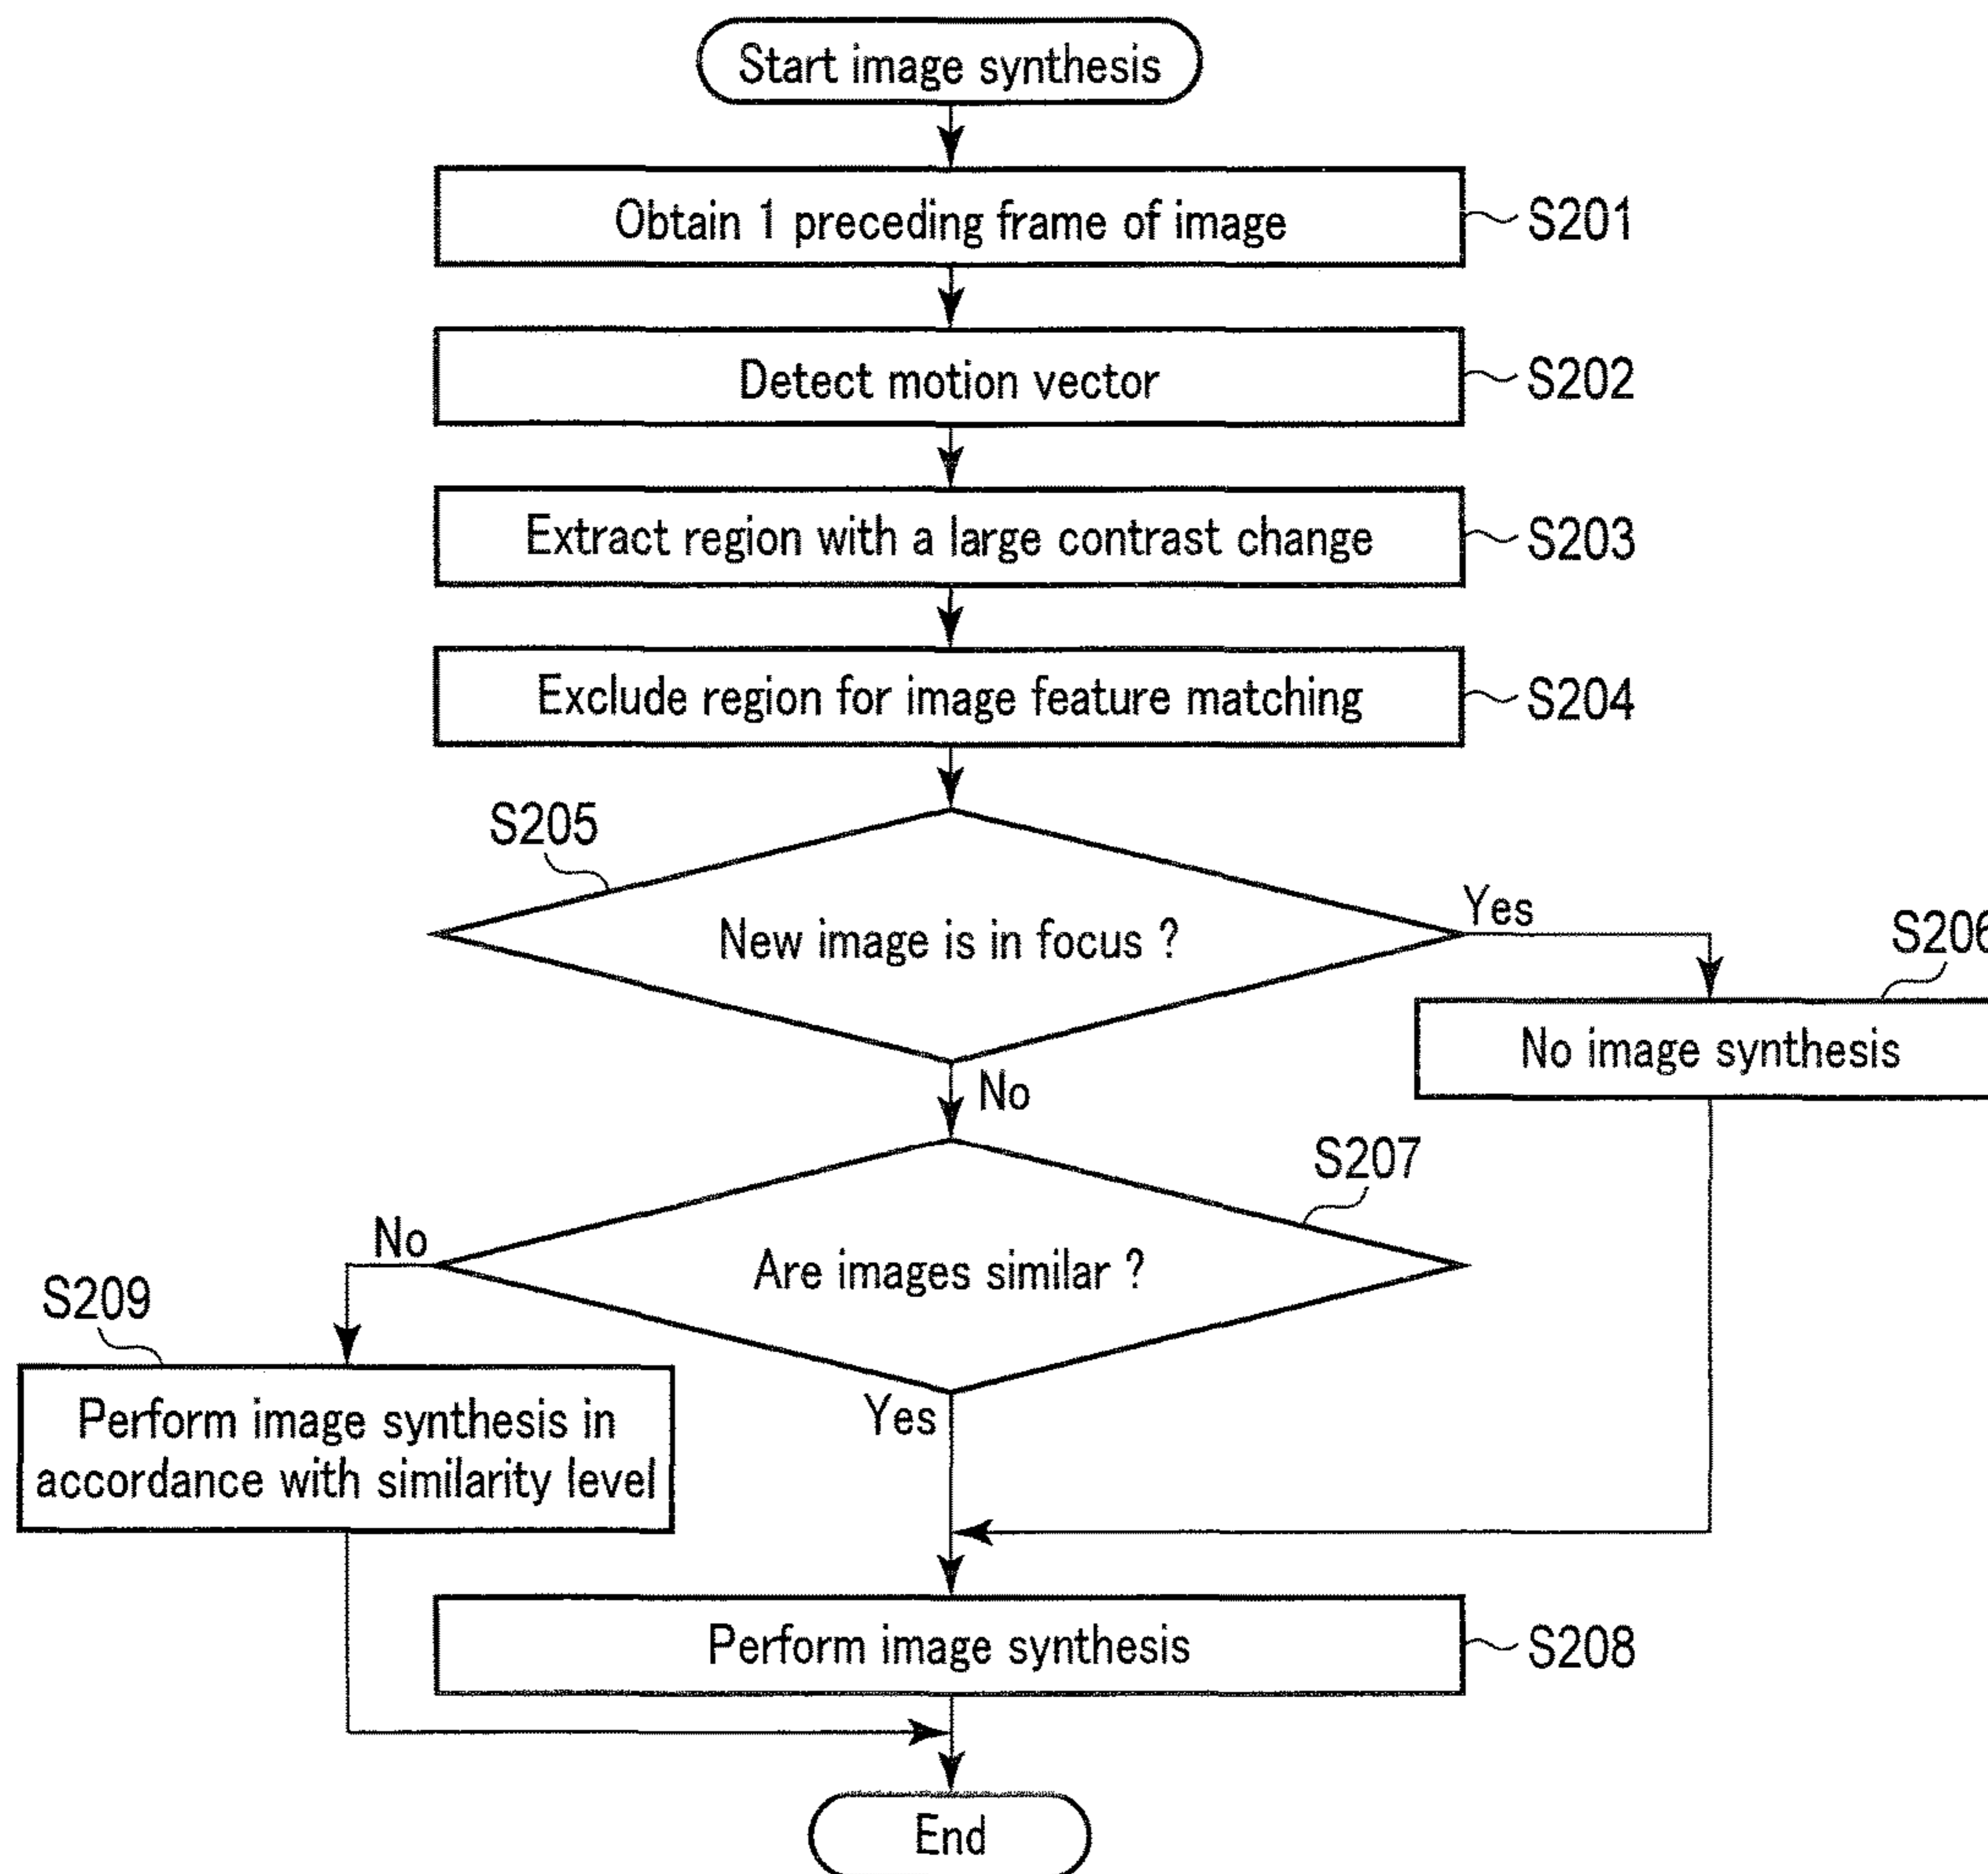 Start image synthesis
Obtain 1 preceding frame of image
S201
Detect motion vector
S202
Extract region with a large contrast change
S203
Exclude region for image feature matching
S204
S205
New image is in focus ?
Yes
S206
No image synthesis
No
S207
Are images similar ?
No
S209
Perform image synthesis in
accordance with similarity level
Yes
Perform image synthesis
S208
End